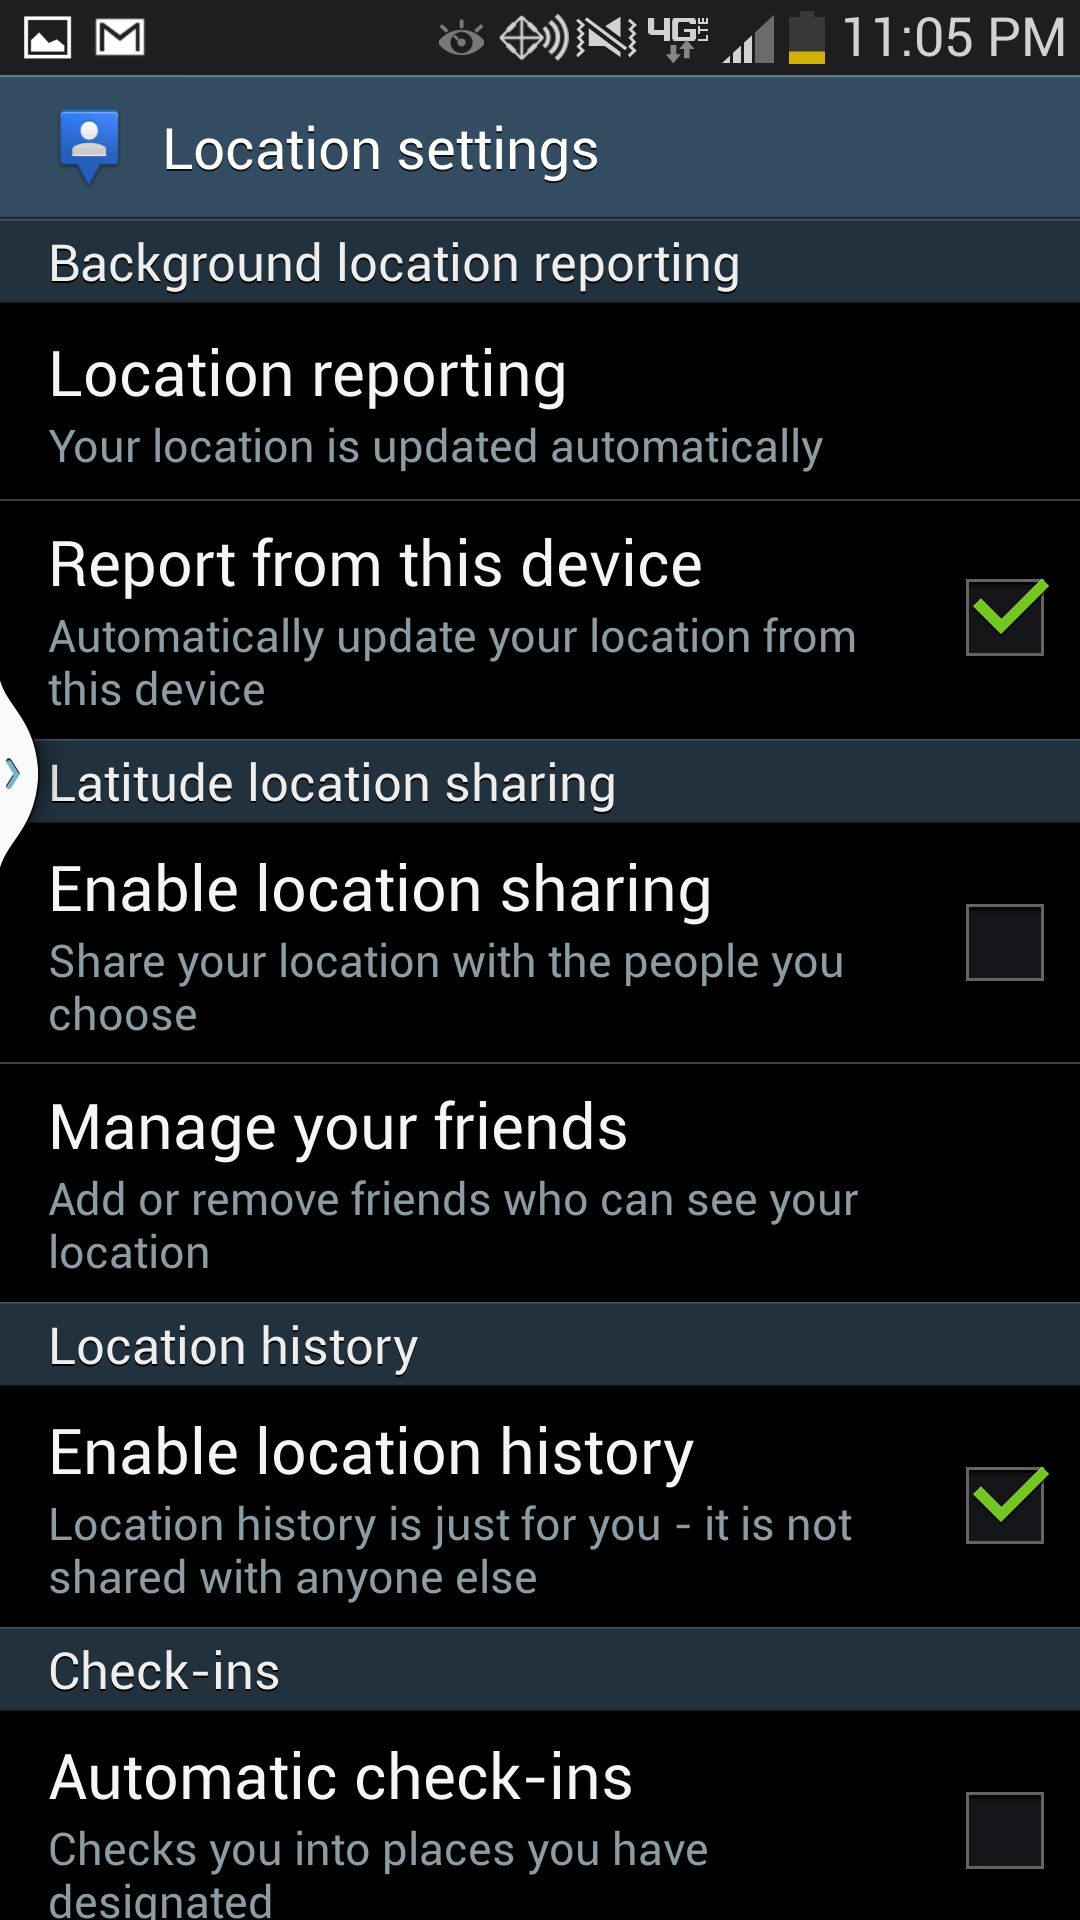 4G LTE 11:05 PM
Location settings
Background location reporting
Location reporting
Your location is updated automatically
Report from this device
Automatically update your location from
this device
Latitude location sharing
Enable location sharing
Share your location with the people you
choose
Manage your friends
Add or remove friends who can see your
location
Location history
Enable location history
Location history is just for you - it is not
shared with anyone else
Check-ins
Automatic check-ins
Checks you into places you have
designated